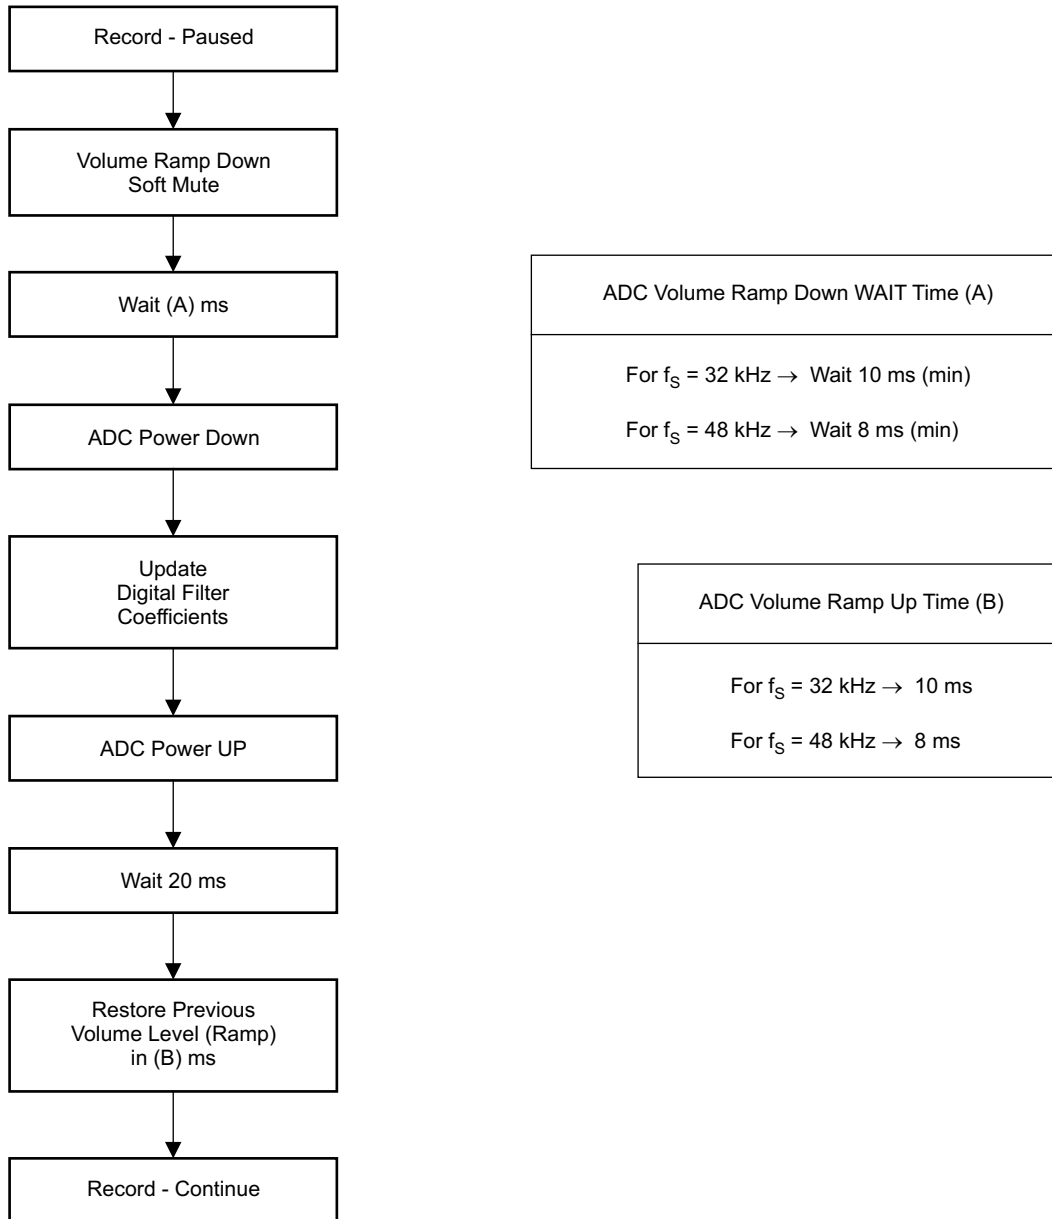 Record - Paused
Volume Ramp Down
Soft Mute
Wait (A) ms
ADC Power Down
Update
Digital Filter
Coefficients
ADC Power UP
Wait 20 ms
Restore Previous
Volume Level (Ramp)
in (B) ms
Record - Continue
ADC Volume Ramp Down WAIT Time (A)
For fS = 32 kHz → Wait 10 ms (min)
For fS = 48 kHz → Wait 8 ms (min)
ADC Volume Ramp Up Time (B)
For fS = 32 kHz → 10 ms
For fS = 48 kHz → 8 ms